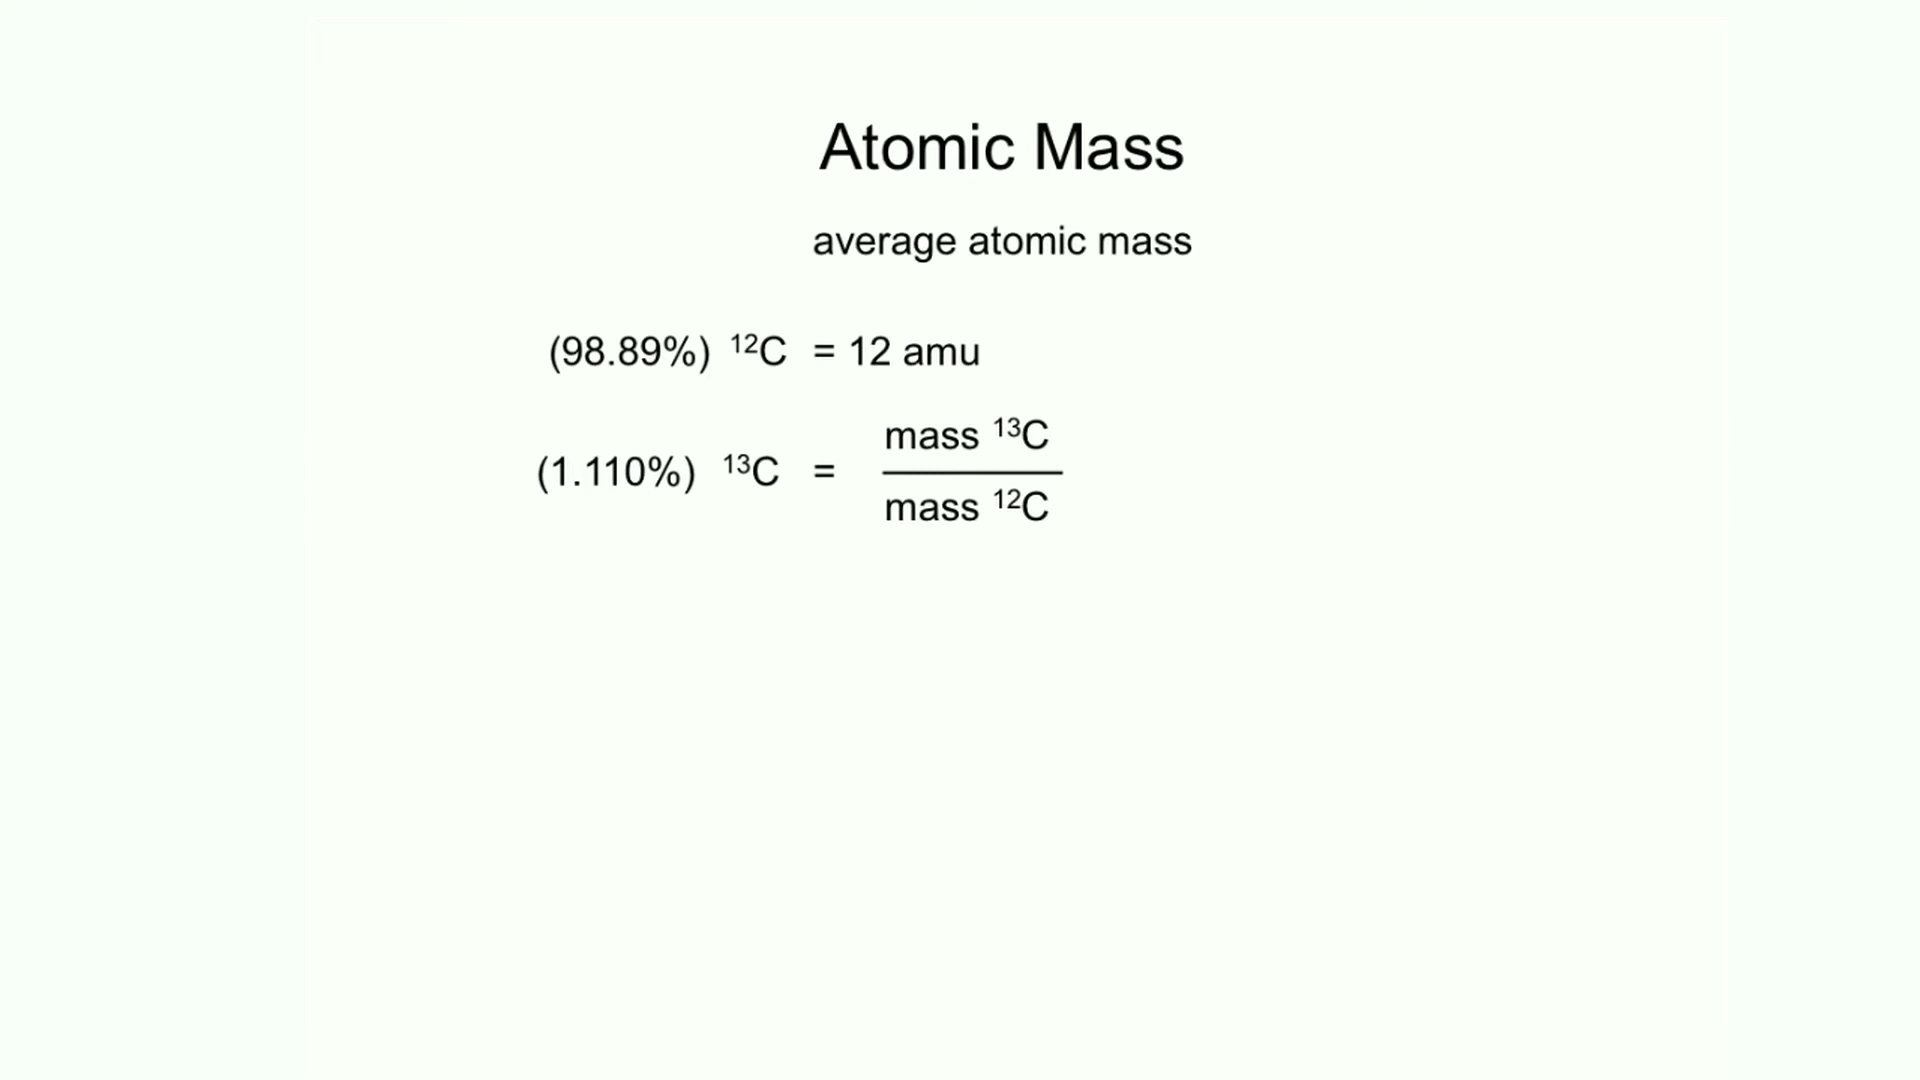 Atomic Mass
average atomic mass
(98.89%) ¹²C = 12 amu
(1.110%) ¹³C =
mass ¹³C
mass ¹²C